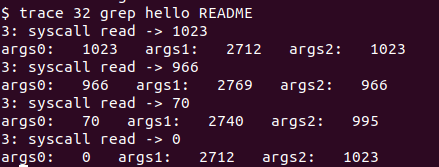 $ trace 32 grep hello README
3: syscall read -> 1023
args0:   1023   args1:   2712   args2:   1023
3: syscall read -> 966
args0:   966   args1:   2769   args2:   966
3: syscall read -> 70
args0:   70   args1:   2740   args2:   995
3: syscall read -> 0
args0:   0   args1:   2712   args2:   1023